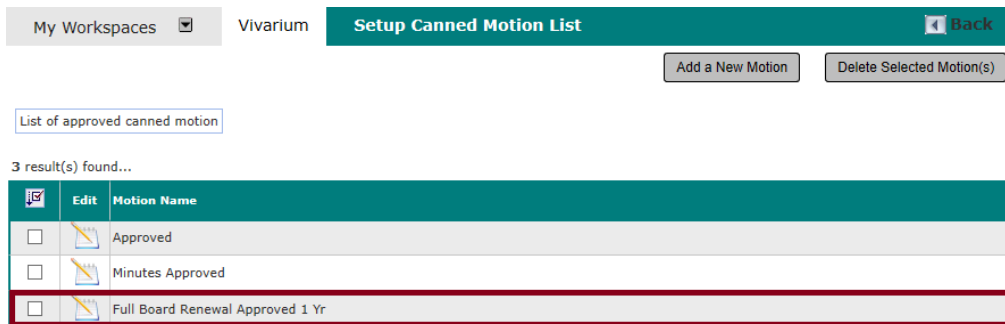 My Workspaces Vivarium Setup Canned Motion List Back
Add a New Motion Delete Selected Motion(s)
List of approved canned motion
3 result(s) found...
Edit Motion Name
Approved
Minutes Approved
Full Board Renewal Approved 1 Yr